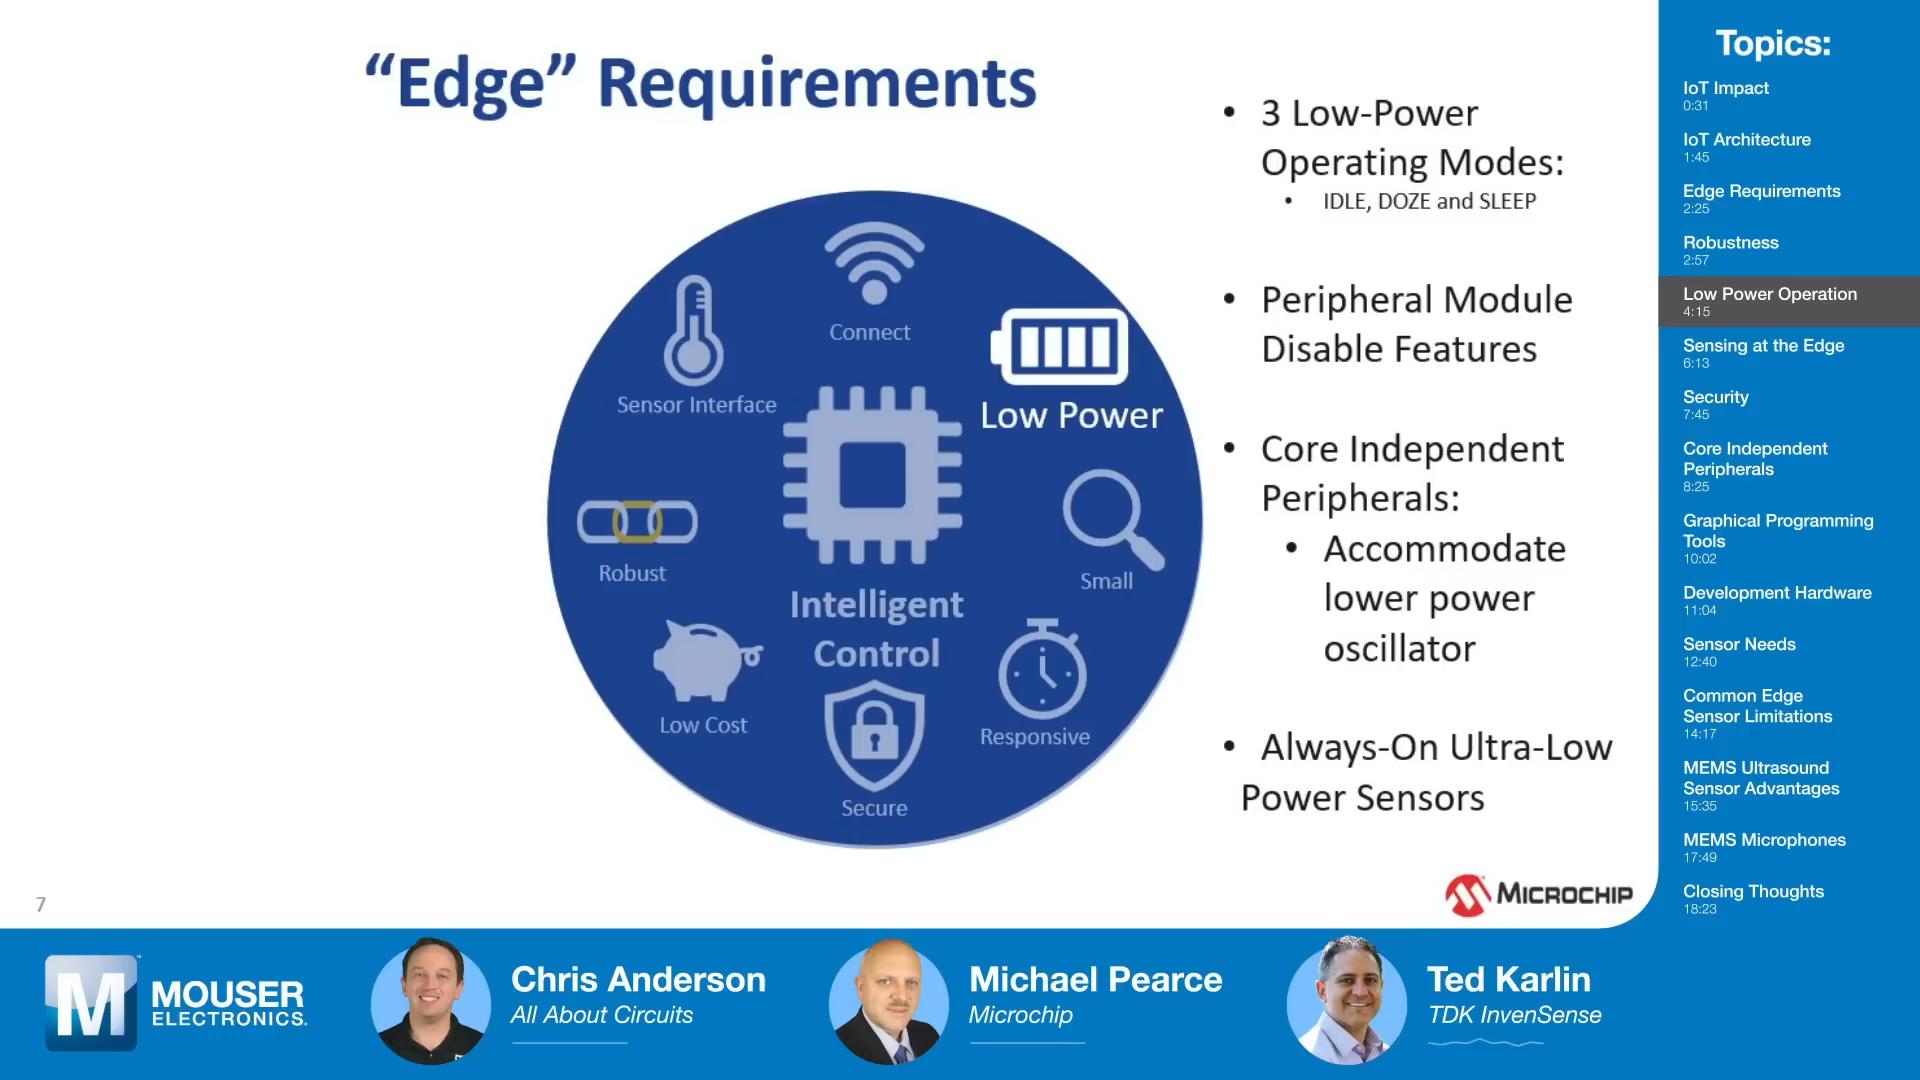 “Edge” Requirements
• 3 Low-Power
Operating Modes:
• IDLE, DOZE and SLEEP
• Peripheral Module
Disable Features
• Core Independent
Peripherals:
• Accommodate
lower power
oscillator
• Always-On Ultra-Low
Power Sensors
Connect
Sensor Interface
Low Power
Robust
Small
Intelligent
Control
Low Cost
Responsive
Secure
MICROCHIP
7
Topics:
IoT Impact
0:31
IoT Architecture
1:45
Edge Requirements
2:25
Robustness
2:57
Low Power Operation
4:15
Sensing at the Edge
6:13
Security
7:45
Core Independent
Peripherals
8:25
Graphical Programming
Tools
10:02
Development Hardware
11:04
Sensor Needs
12:40
Common Edge
Sensor Limitations
14:17
MEMS Ultrasound
Sensor Advantages
15:35
MEMS Microphones
17:49
Closing Thoughts
18:23
M
MOUSER
ELECTRONICS.
Chris Anderson
All About Circuits
Michael Pearce
Microchip
Ted Karlin
TDK InvenSense